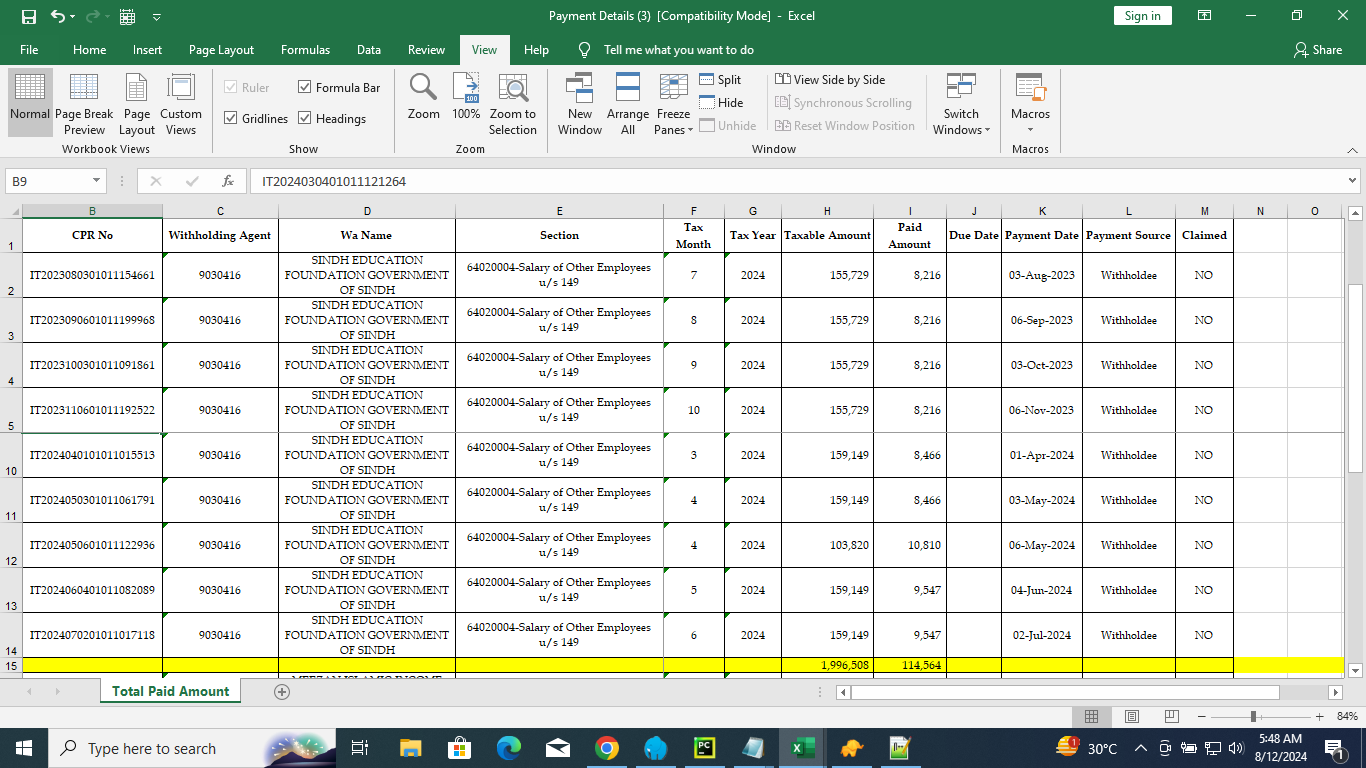 Payment Details (3) [Compatibility Mode] - Excel
Sign in
File Home Insert Page Layout Formulas Data Review View Help Tell me what you want to do Share
Normal Page Break Preview Page Layout Custom Views
Workbook Views
Ruler Formula Bar
Gridlines Headings
Show
Zoom 100% Zoom to Selection
Zoom
New Window Arrange All Freeze Panes
Split
Hide
Unhide
View Side by Side
Synchronous Scrolling
Reset Window Position
Window
Switch Windows
Macros
Macros
B9 fx IT2024030401011121264
B C D E F G H I J K L M N O
1 CPR No Withholding Agent Wa Name Section Tax Month Tax Year Taxable Amount Paid Amount Due Date Payment Date Payment Source Claimed
2 IT2023080301011154661 9030416 SINDH EDUCATION FOUNDATION GOVERNMENT OF SINDH 64020004-Salary of Other Employees u/s 149 7 2024 155,729 8,216 03-Aug-2023 Withholdee NO
3 IT2023090601011199968 9030416 SINDH EDUCATION FOUNDATION GOVERNMENT OF SINDH 64020004-Salary of Other Employees u/s 149 8 2024 155,729 8,216 06-Sep-2023 Withholdee NO
4 IT2023100301011091861 9030416 SINDH EDUCATION FOUNDATION GOVERNMENT OF SINDH 64020004-Salary of Other Employees u/s 149 9 2024 155,729 8,216 03-Oct-2023 Withholdee NO
5 IT2023110601011192522 9030416 SINDH EDUCATION FOUNDATION GOVERNMENT OF SINDH 64020004-Salary of Other Employees u/s 149 10 2024 155,729 8,216 06-Nov-2023 Withholdee NO
10 IT2024040101011015513 9030416 SINDH EDUCATION FOUNDATION GOVERNMENT OF SINDH 64020004-Salary of Other Employees u/s 149 3 2024 159,149 8,466 01-Apr-2024 Withholdee NO
11 IT2024050301011061791 9030416 SINDH EDUCATION FOUNDATION GOVERNMENT OF SINDH 64020004-Salary of Other Employees u/s 149 4 2024 159,149 8,466 03-May-2024 Withholdee NO
12 IT2024050601011122936 9030416 SINDH EDUCATION FOUNDATION GOVERNMENT OF SINDH 64020004-Salary of Other Employees u/s 149 4 2024 103,820 10,810 06-May-2024 Withholdee NO
13 IT2024060401011082089 9030416 SINDH EDUCATION FOUNDATION GOVERNMENT OF SINDH 64020004-Salary of Other Employees u/s 149 5 2024 159,149 9,547 04-Jun-2024 Withholdee NO
14 IT2024070201011017118 9030416 SINDH EDUCATION FOUNDATION GOVERNMENT OF SINDH 64020004-Salary of Other Employees u/s 149 6 2024 159,149 9,547 02-Jul-2024 Withholdee NO
15 1,996,508 114,564
Total Paid Amount
84%
Type here to search
30°C
5:48 AM
8/12/2024